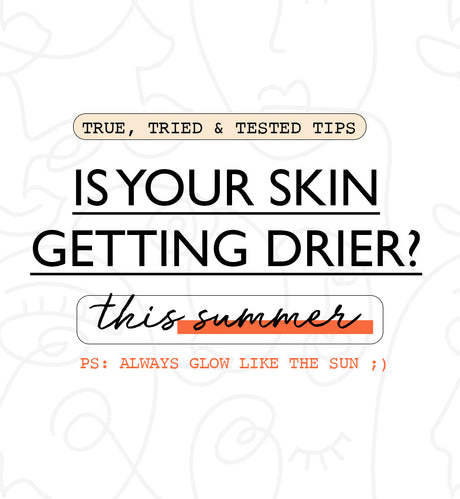 TRUE, TRIED & TESTED TIPS
IS YOUR SKIN
GETTING DRIER?
this summer
PS: ALWAYS GLOW LIKE THE SUN ;)